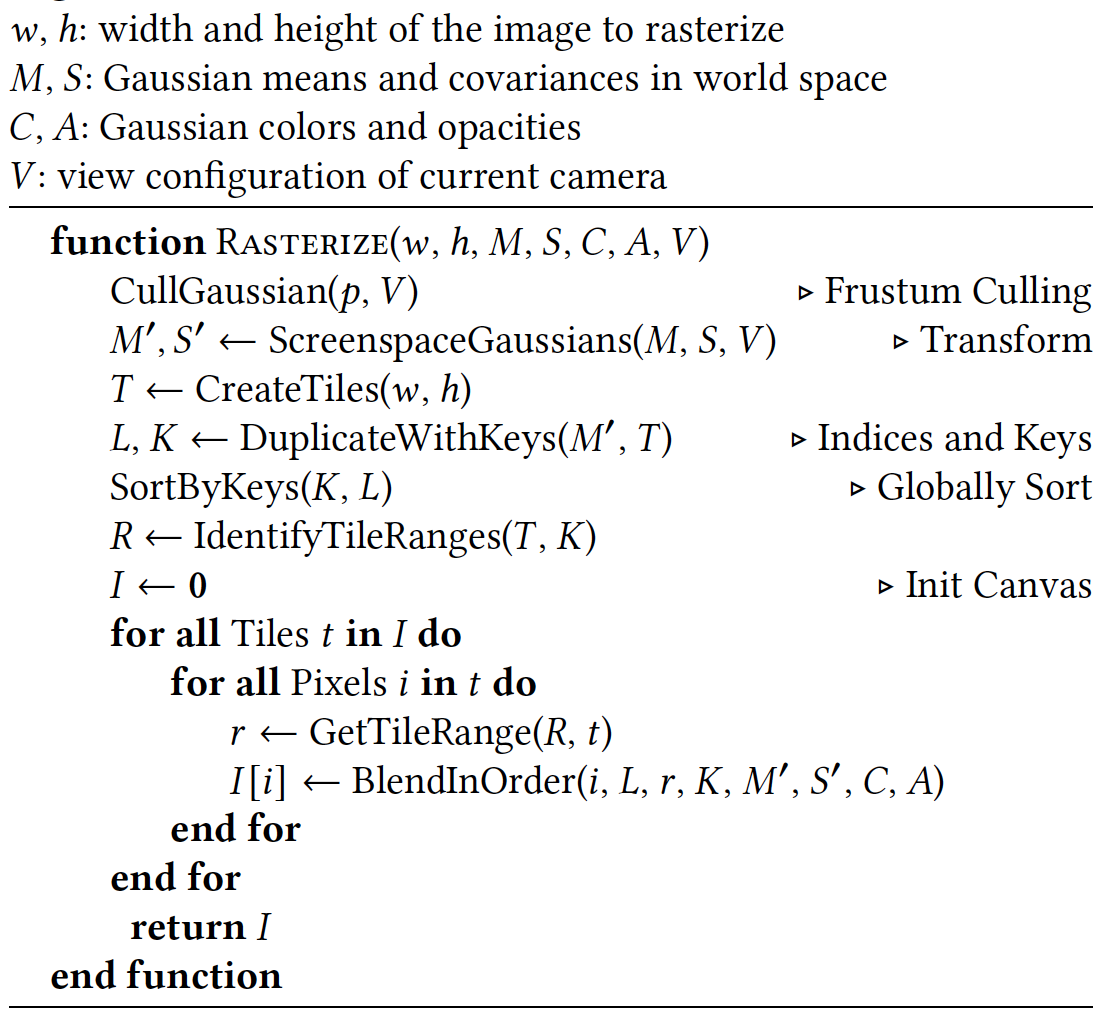 w, h: width and height of the image to rasterize
M, S: Gaussian means and covariances in world space
C, A: Gaussian colors and opacities
V: view configuration of current camera
function RASTERIZE(w, h, M, S, C, A, V)
CullGaussian(p, V) ▹ Frustum Culling
M′, S′ ← ScreenspaceGaussians(M, S, V) ▹ Transform
T ← CreateTiles(w, h)
L, K ← DuplicateWithKeys(M′, T) ▹ Indices and Keys
SortByKeys(K, L) ▹ Globally Sort
R ← IdentifyTileRanges(T, K)
I ← 0 ▹ Init Canvas
for all Tiles t in I do
for all Pixels i in t do
r ← GetTileRange(R, t)
I[i] ← BlendInOrder(i, L, r, K, M′, S′, C, A)
end for
end for
return I
end function